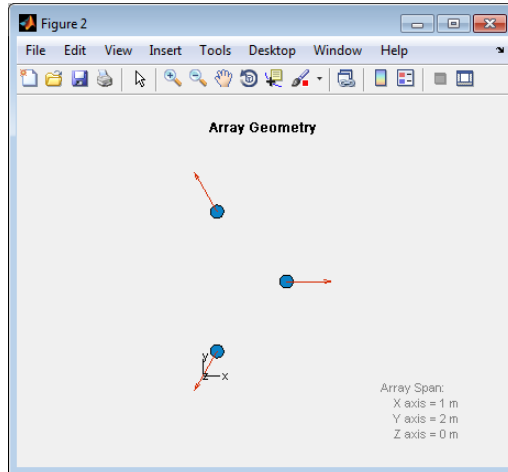 Figure 2
File Edit View Insert Tools Desktop Window Help
Array Geometry
y
z x
Array Span:
X axis = 1 m
Y axis = 2 m
Z axis = 0 m